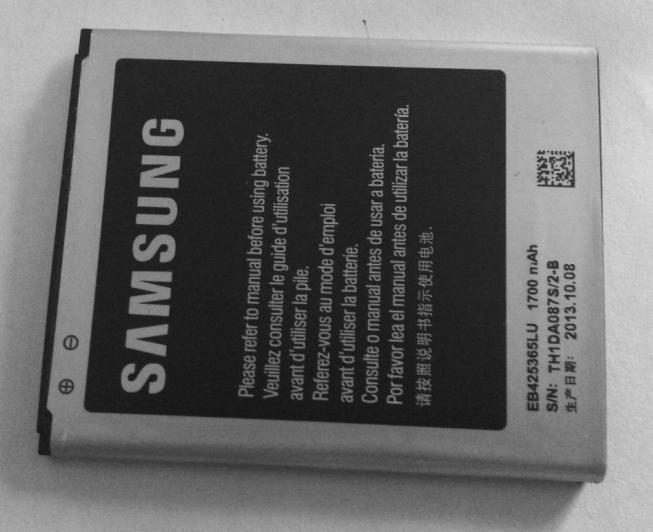 SAMSUNG
Please refer to manual before using battery.
Veuillez consulter le guide d'utilisation
avant d'utiliser la pile.
Referez-vous au mode d'emploi
avant d'utiliser la batterie.
Consulte o manual antes de usar a bateria.
Por favor lea el manual antes de utilizar la batería.
请按照说明书指示使用电池.
EB425365LU 1700 mAh
S/N: TH1DA087S/2-B
生产日期: 2013.10.08